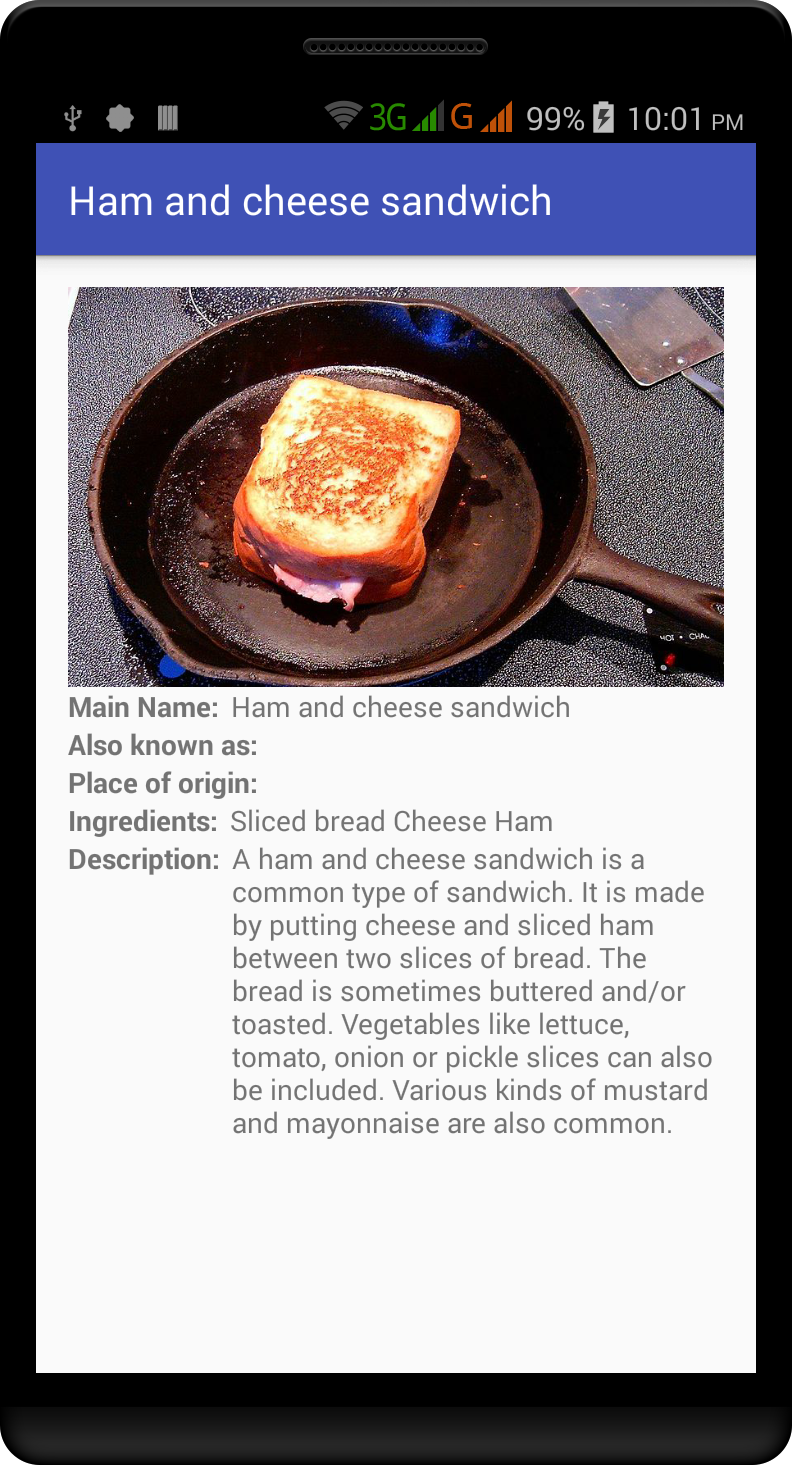 3G G 99% 10:01 PM
Ham and cheese sandwich
HOT • 
Main Name: Ham and cheese sandwich
Also known as:
Place of origin:
Ingredients: Sliced bread Cheese Ham
Description: A ham and cheese sandwich is a
common type of sandwich. It is made
by putting cheese and sliced ham
between two slices of bread. The
bread is sometimes buttered and/or
toasted. Vegetables like lettuce,
tomato, onion or pickle slices can also
be included. Various kinds of mustard
and mayonnaise are also common.